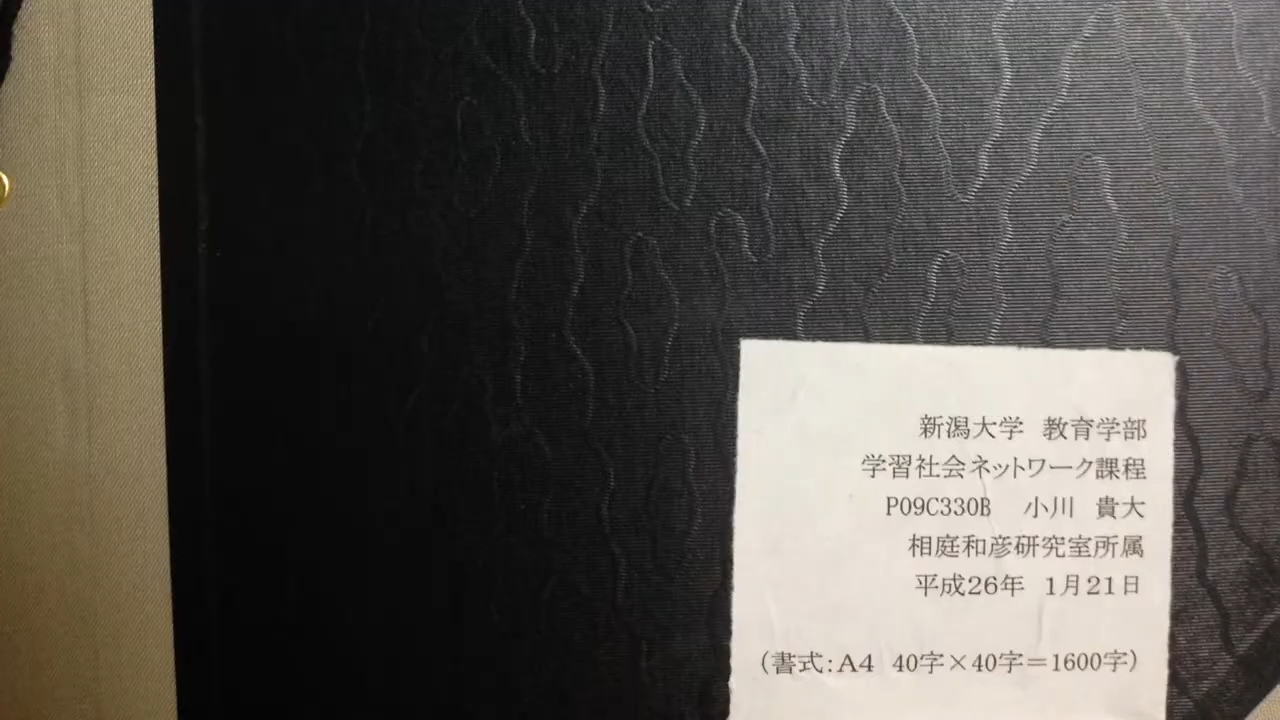 新潟大学 教育学部
学習社会ネットワーク課程
P09C330B 小川 貴大
相庭和彦研究室所属
平成26年 1月21日
（書式：A4 40字×40字＝1600字）